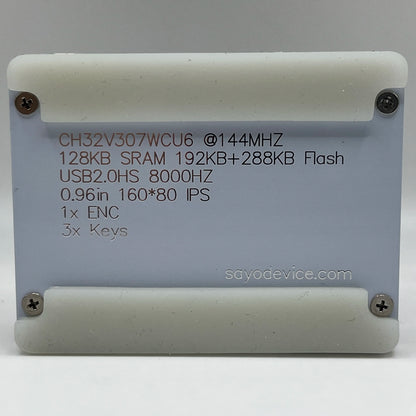 CH32V307WCU6 @144MHZ
128KB SRAM 192KB+288KB Flash
USB2.0HS 8000HZ
0.96in 160*80 IPS
1x ENC
3x Keys
sayodevice.com